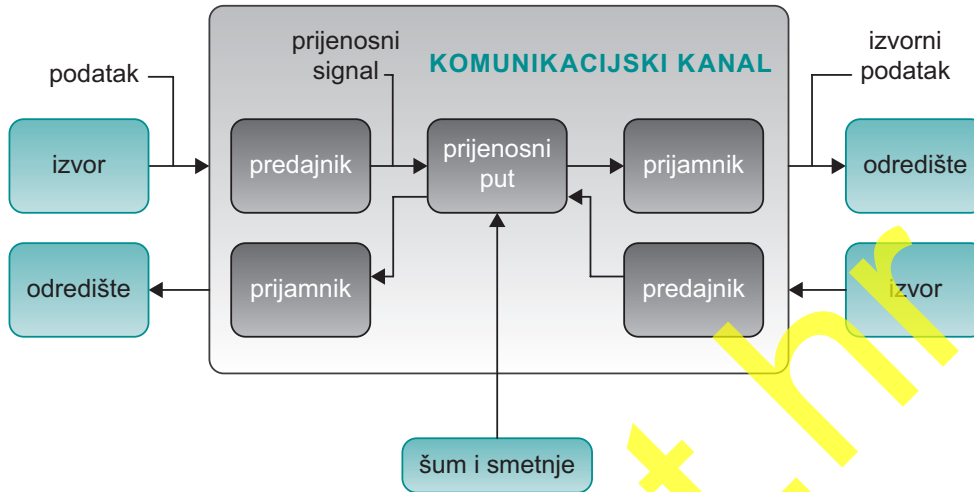 podatak
prijenosni
signal
KOMUNIKACIJSKI KANAL
izvorni
podatak
izvor
predajnik
prijenosni
put
prijamnik
odredište
odredište
prijamnik
predajnik
izvor
šum i smetnje
t.hr